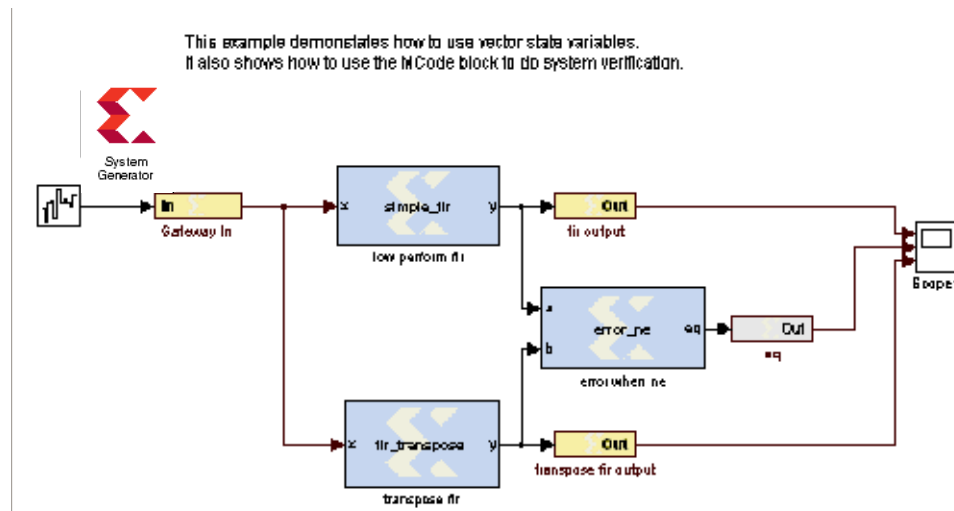 This example demonstates how to use vector state variables.
It also shows how to use the MCode block to do system verification.
System
Generator
In
Gateway In
x
simple_fir
y
low perform fir
Out
fir output
Scope
a
b
error_ne
eq
error when ne
Out
eq
x
fir_transpose
y
transpose fir
Out
transpose fir output